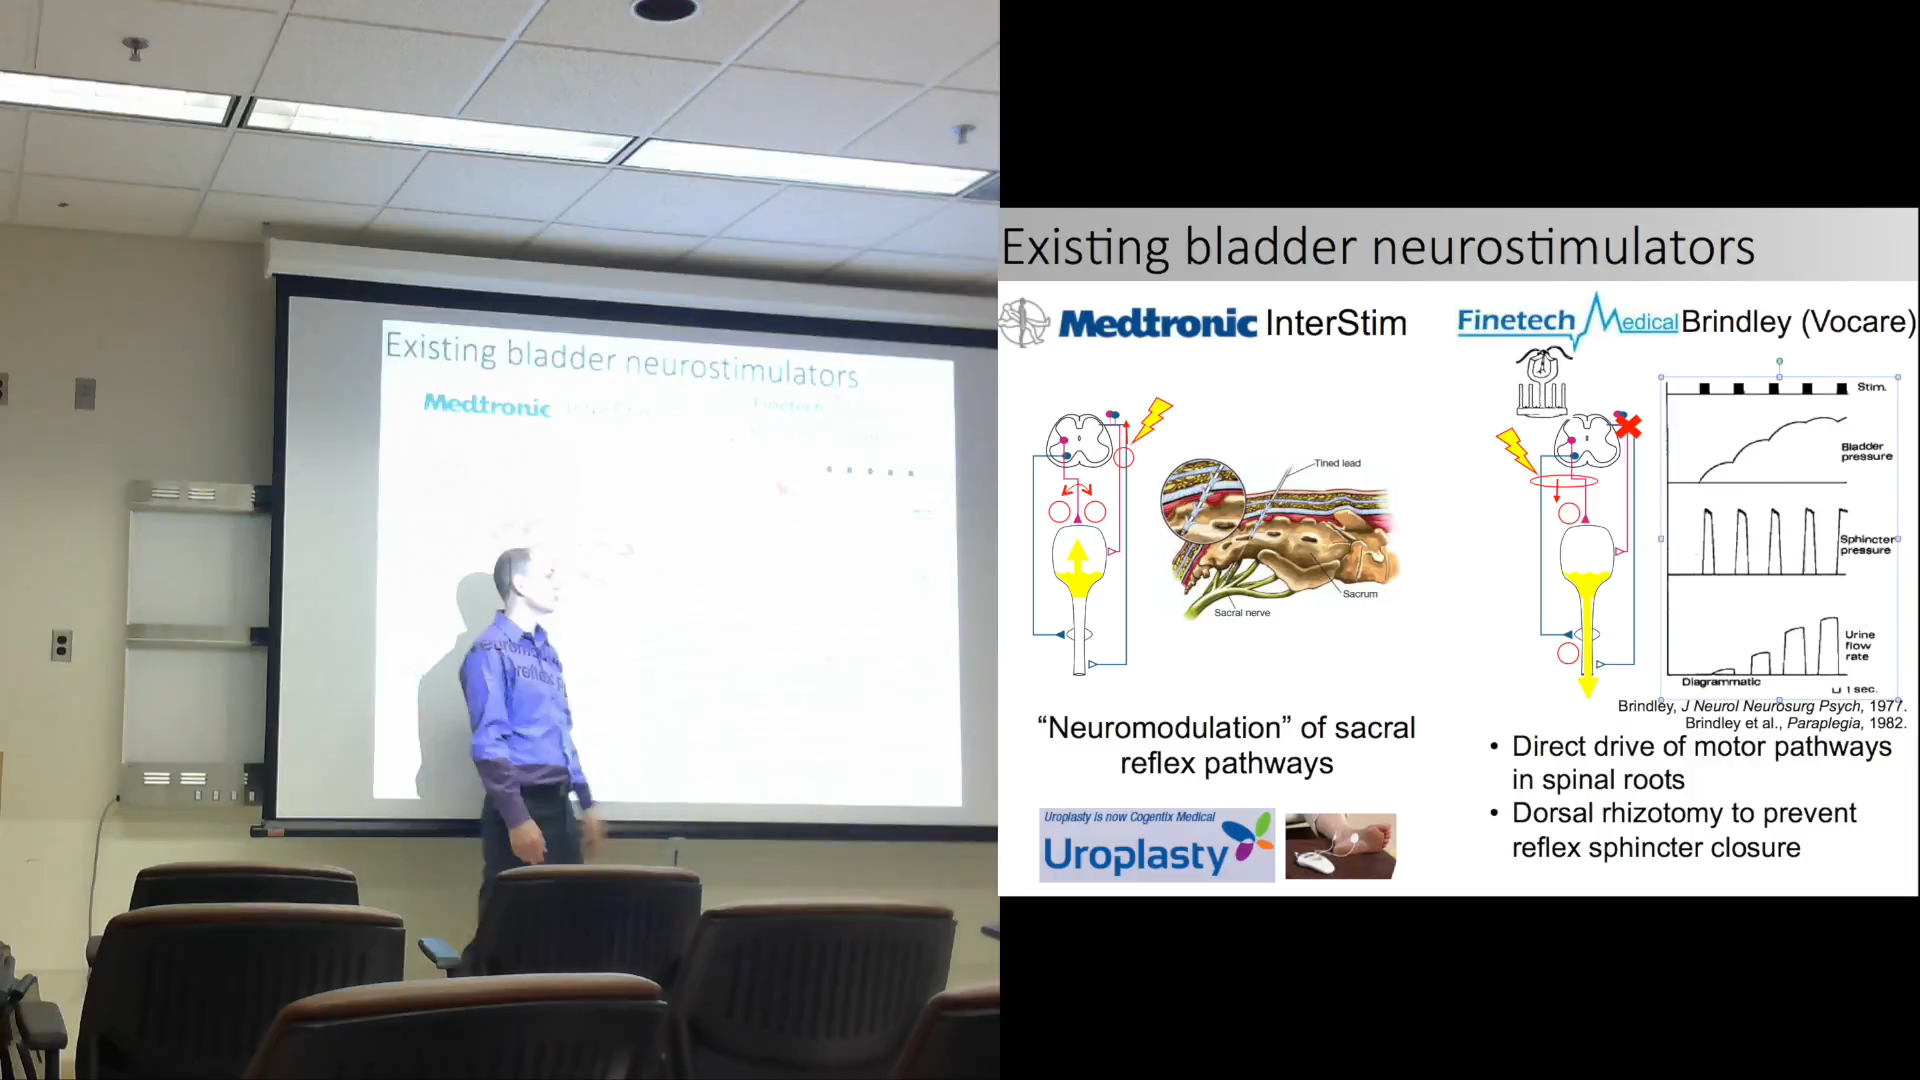 Existing bladder neurostimulators
Medtronic
Existing bladder neurostimulators
Medtronic InterStim
Finetech Medical Brindley (Vocare)
Tined lead
Sacrum
Sacral nerve
"Neuromodulation" of sacral
reflex pathways
Uroplasty is now Cogentix Medical
Uroplasty
Stim.
Bladder
pressure
Sphincter
pressure
Urine
flow
rate
Diagrammatic
1 sec.
Brindley, J Neurol Neurosurg Psych, 1977.
Brindley et al., Paraplegia, 1982.
• Direct drive of motor pathways
in spinal roots
• Dorsal rhizotomy to prevent
reflex sphincter closure